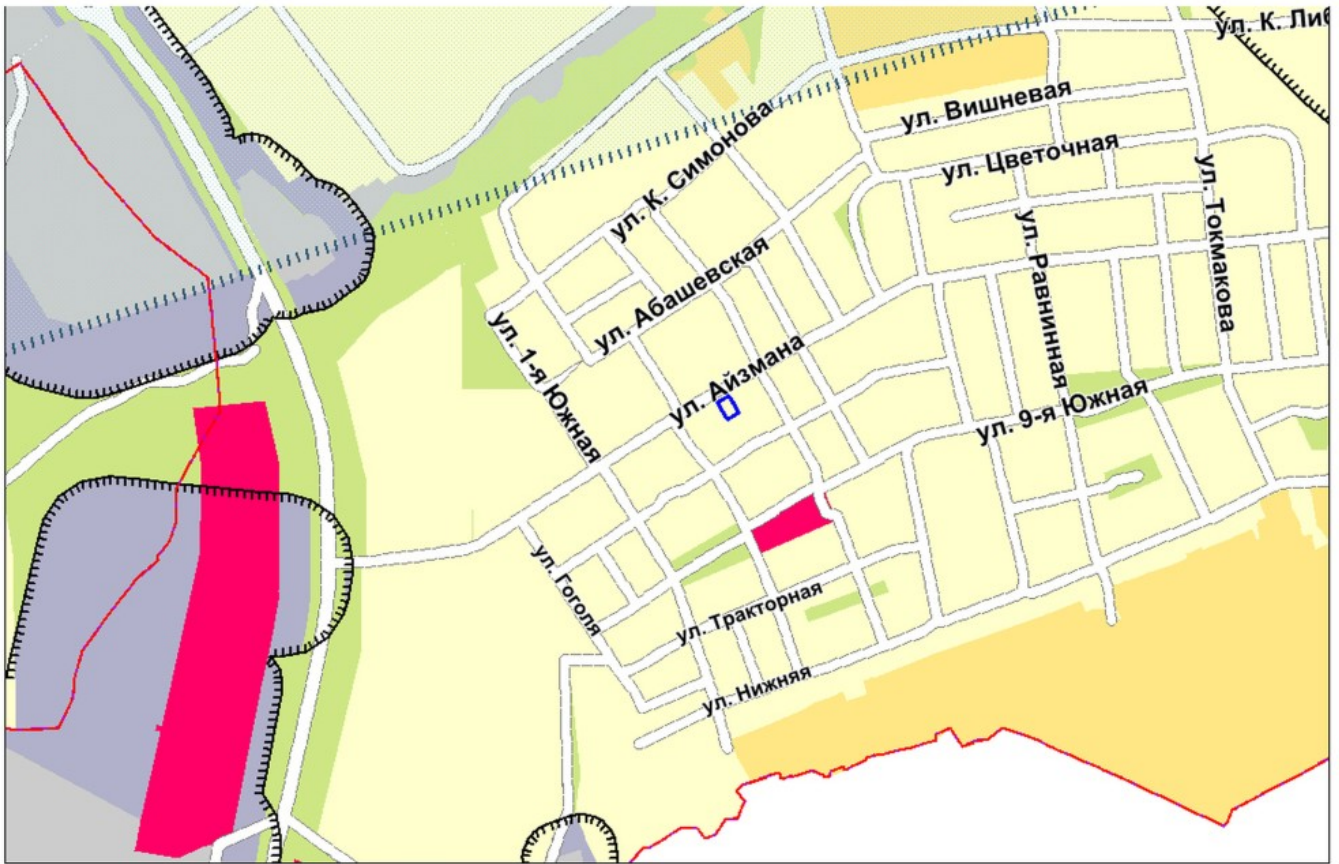 ул. К. Либ
ул. Вишневая
ул. К. Симонова
ул. Цветочная
ул. Токмакова
ул. Абашевская
ул. Равнинная
ул. 1-я Южная
ул. Айзмана
ул. 9-я Южная
ул. Гоголя
ул. Тракторная
ул. Нижняя